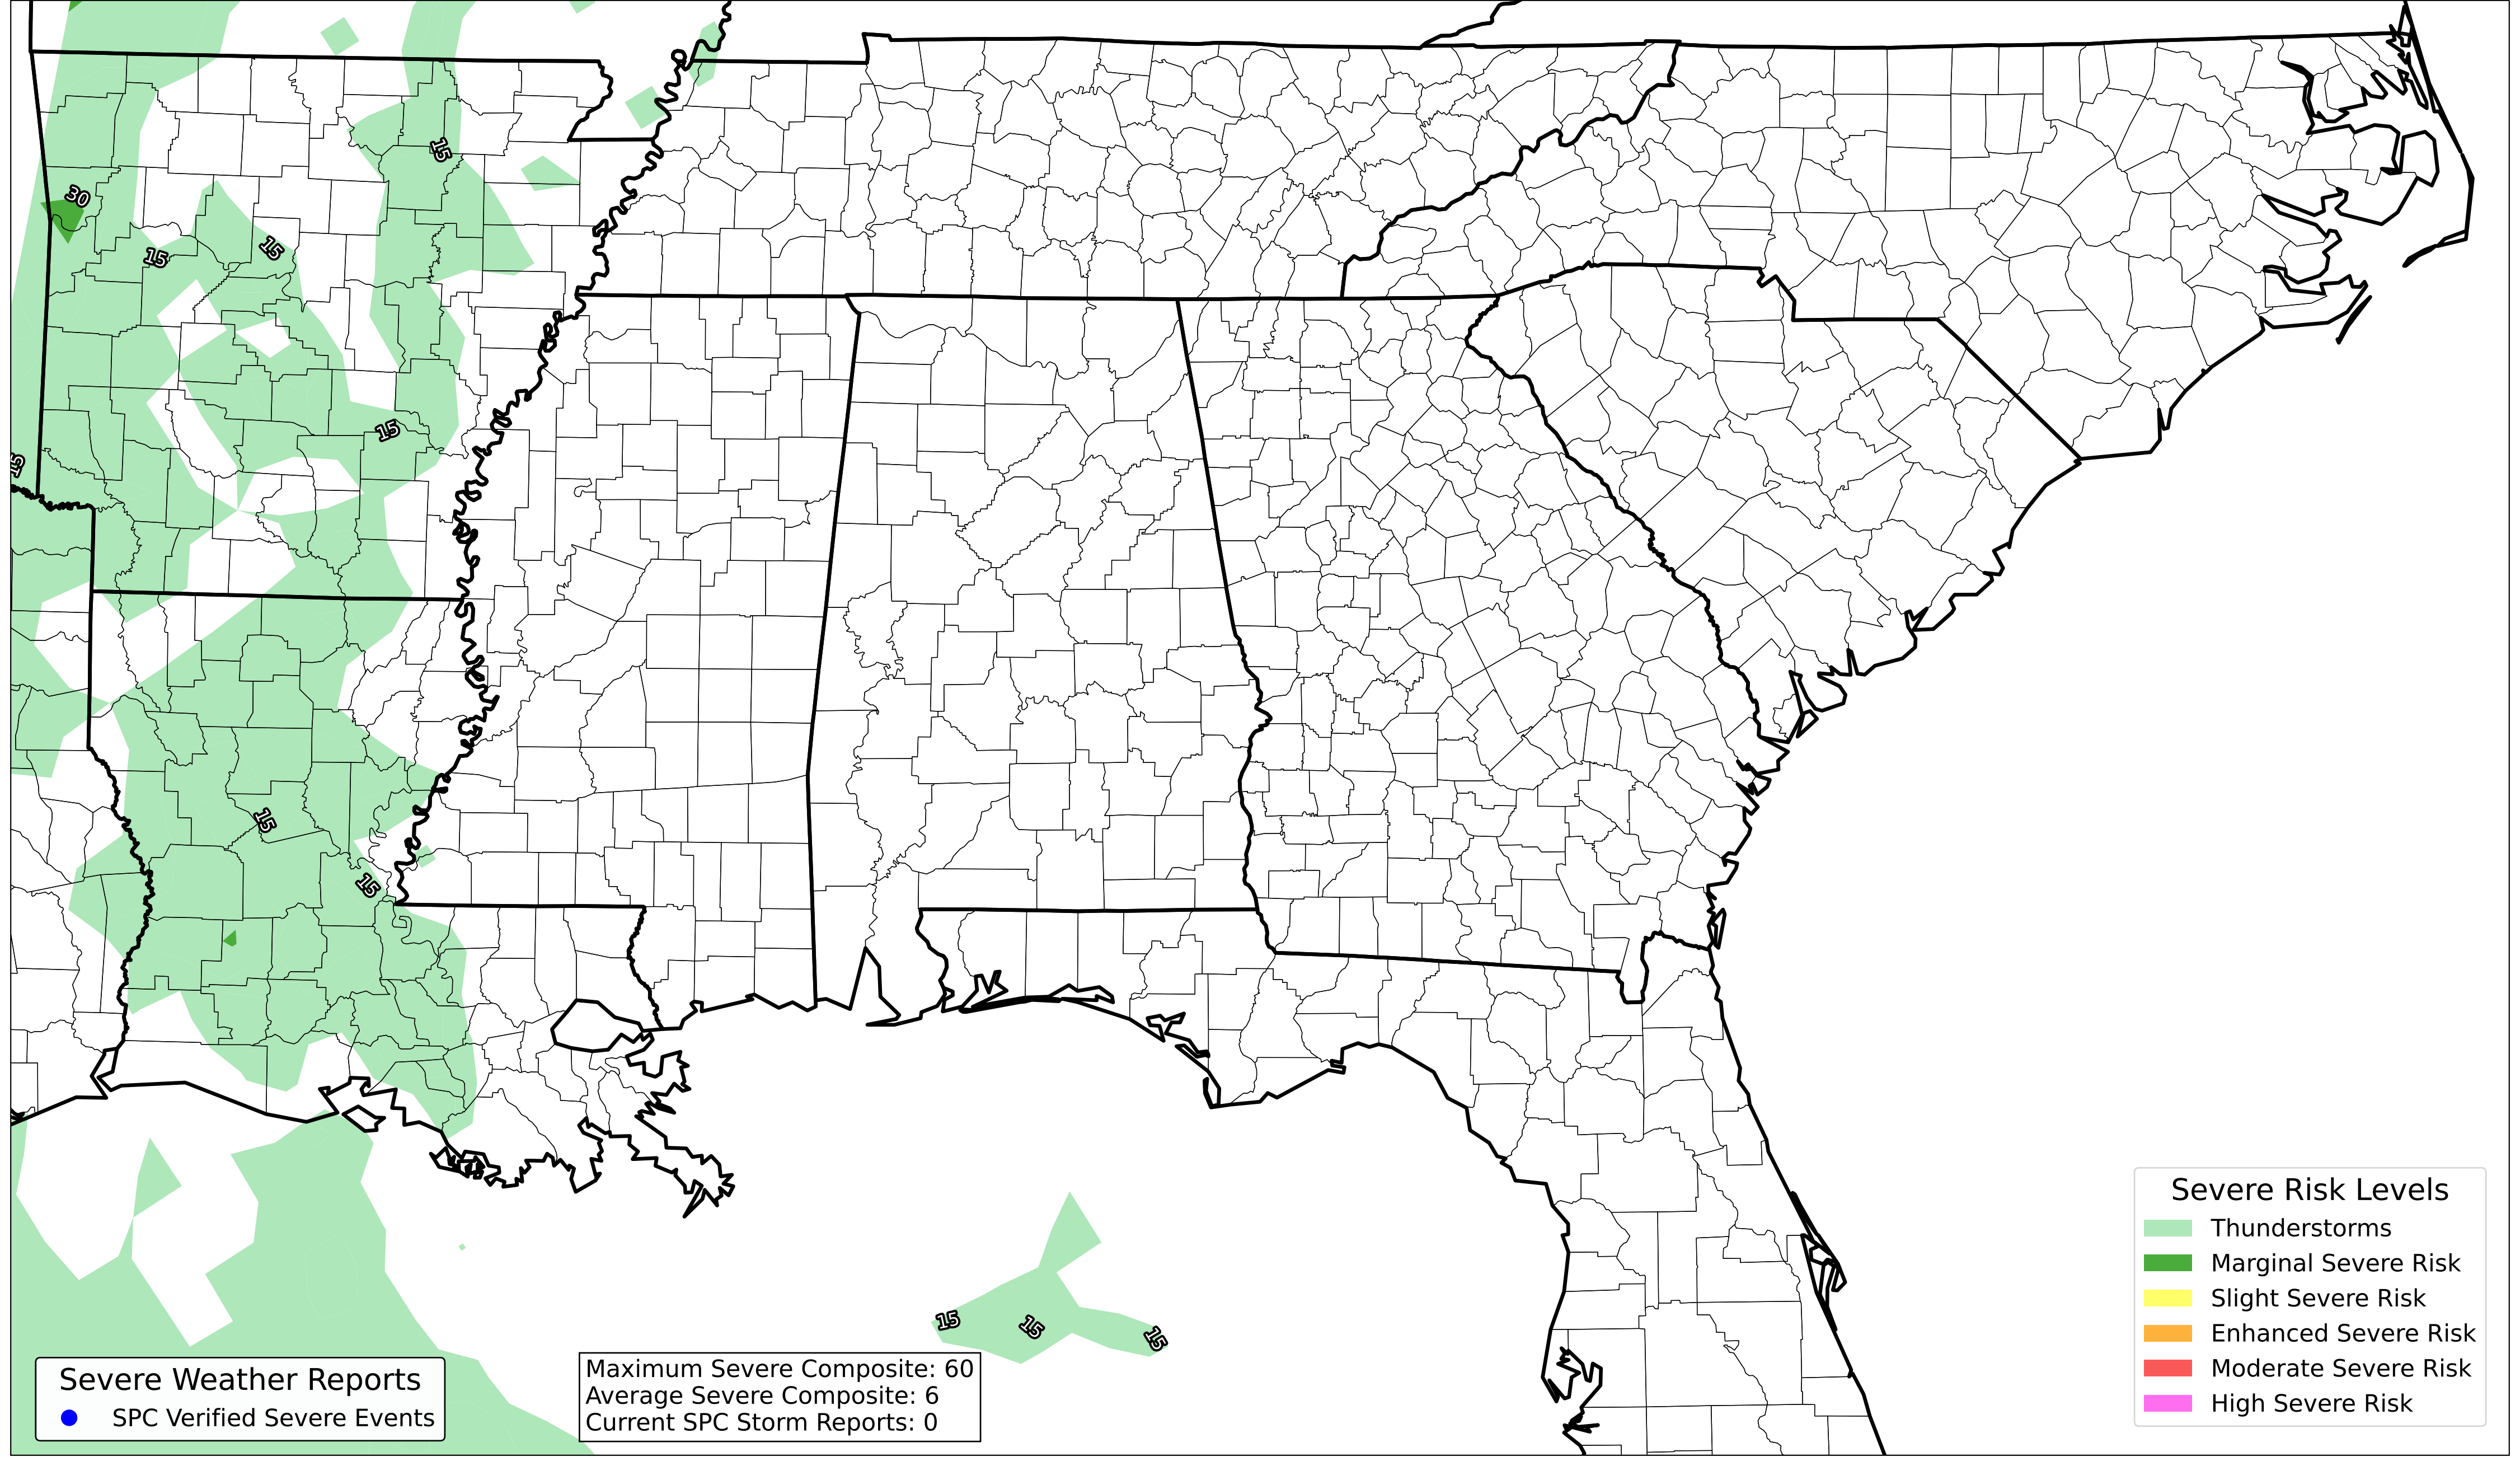 15
30
15
15
15
15
15
15
15
15
15
Severe Risk Levels
Thunderstorms
Marginal Severe Risk
Slight Severe Risk
Enhanced Severe Risk
Moderate Severe Risk
High Severe Risk
Severe Weather Reports
SPC Verified Severe Events
Maximum Severe Composite: 60
Average Severe Composite: 6
Current SPC Storm Reports: 0